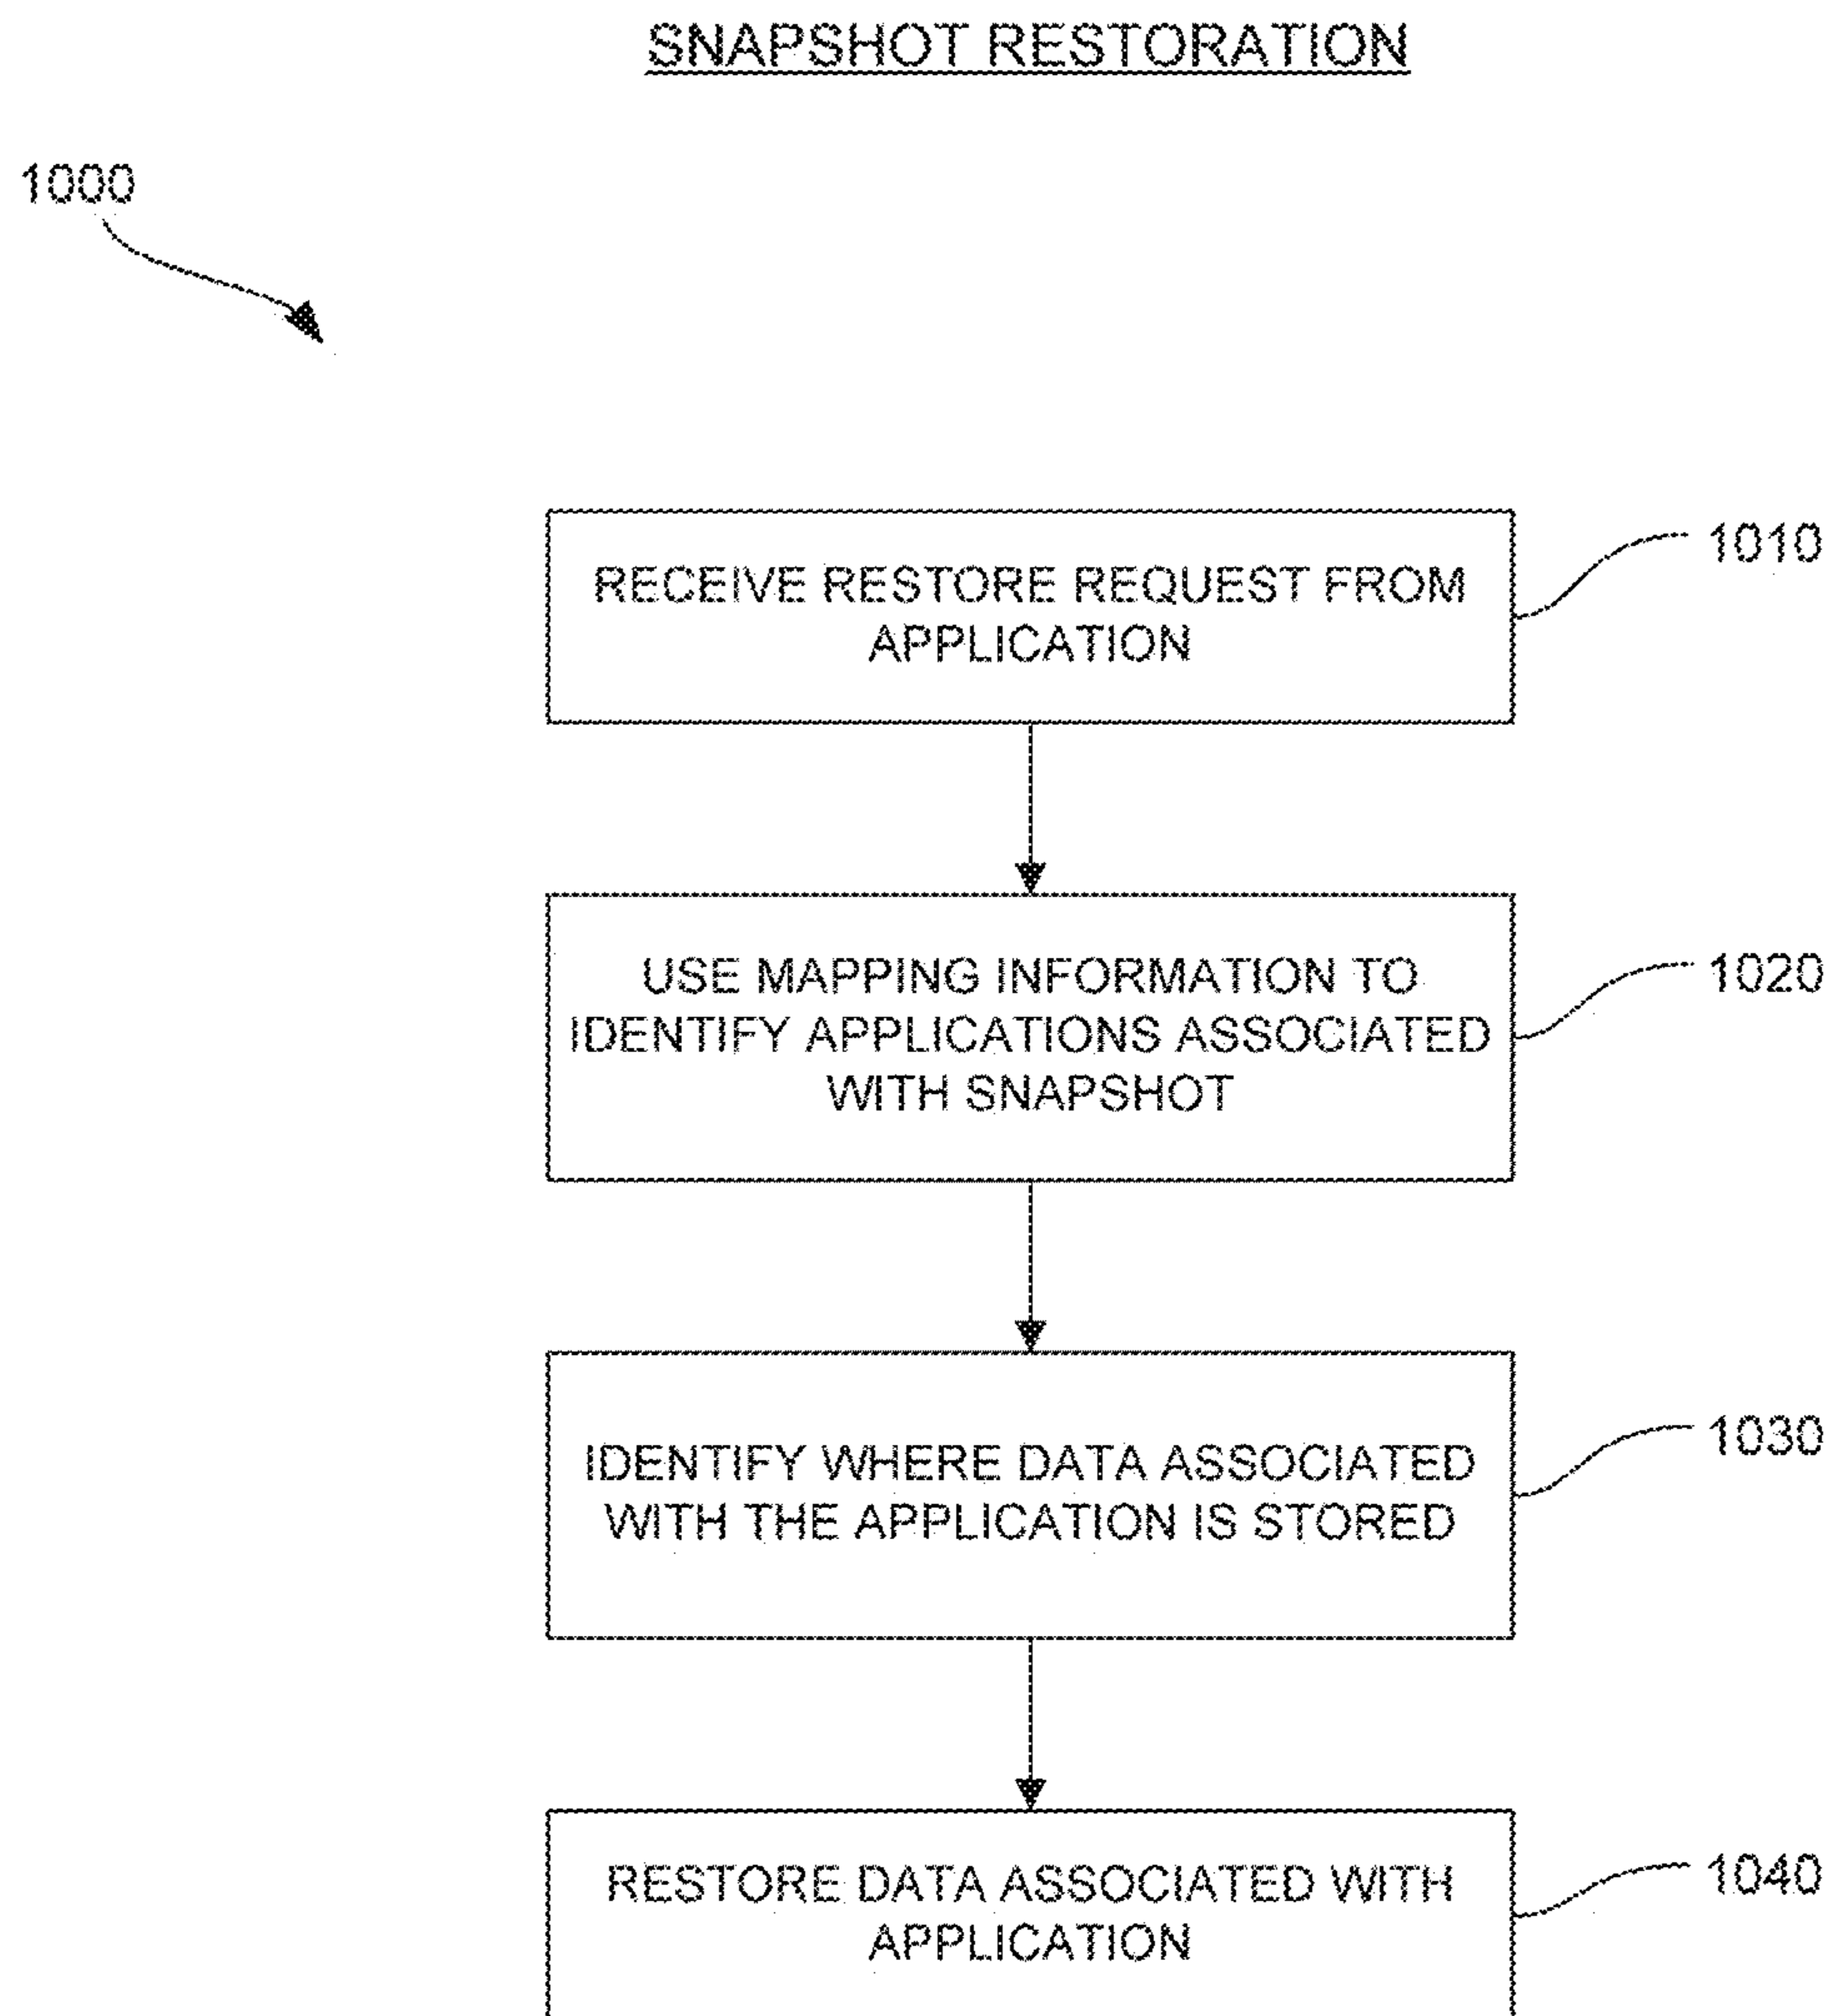 SNAPSHOT RESTORATION
1000
RECEIVE RESTORE REQUEST FROM
APPLICATION
1010
USE MAPPING INFORMATION TO
IDENTIFY APPLICATIONS ASSOCIATED
WITH SNAPSHOT
1020
IDENTIFY WHERE DATA ASSOCIATED
WITH THE APPLICATION IS STORED
1030
RESTORE DATA ASSOCIATED WITH
APPLICATION
1040